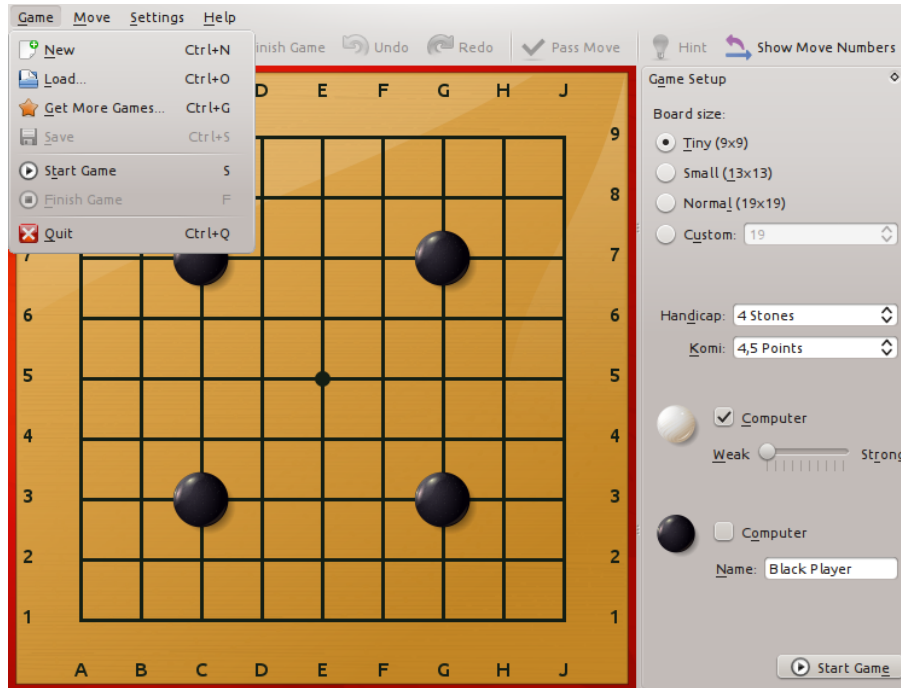 Game Move Settings Help
New Ctrl+N
Load... Ctrl+O
Get More Games... Ctrl+G
Save Ctrl+S
Start Game S
Finish Game F
Quit Ctrl+Q
inish Game Undo Redo Pass Move Hint Show Move Numbers
D E F G H J
9
8
7 7
6 6
5 5
4 4
3 3
2 2
1 1
A B C D E F G H J
Game Setup
Board size:
Tiny (9x9)
Small (13x13)
Normal (19x19)
Custom: 19
Handicap: 4 Stones
Komi: 4,5 Points
Computer
Weak Strong
Computer
Name: Black Player
Start Game